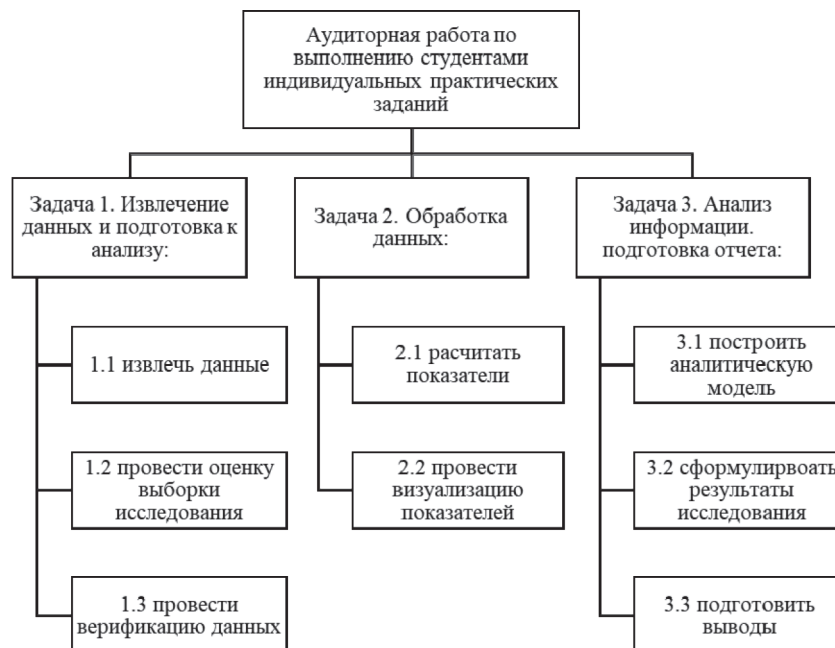 Аудиторная работа по
выполнению студентами
индивидуальных практических
заданий
Задача 1. Извлечение
данных и подготовка к
анализу:
1.1 извлечь данные
1.2 провести оценку
выборки
исследования
1.3 провести
верификацию данных
Задача 2. Обработка
данных:
2.1 расчитать
показатели
2.2 провести
визуализацию
показателей
Задача 3. Анализ
информации.
подготовка отчета:
3.1 построить
аналитическую
модель
3.2 сформулирвоать
результаты
исследования
3.3 подготовить
выводы